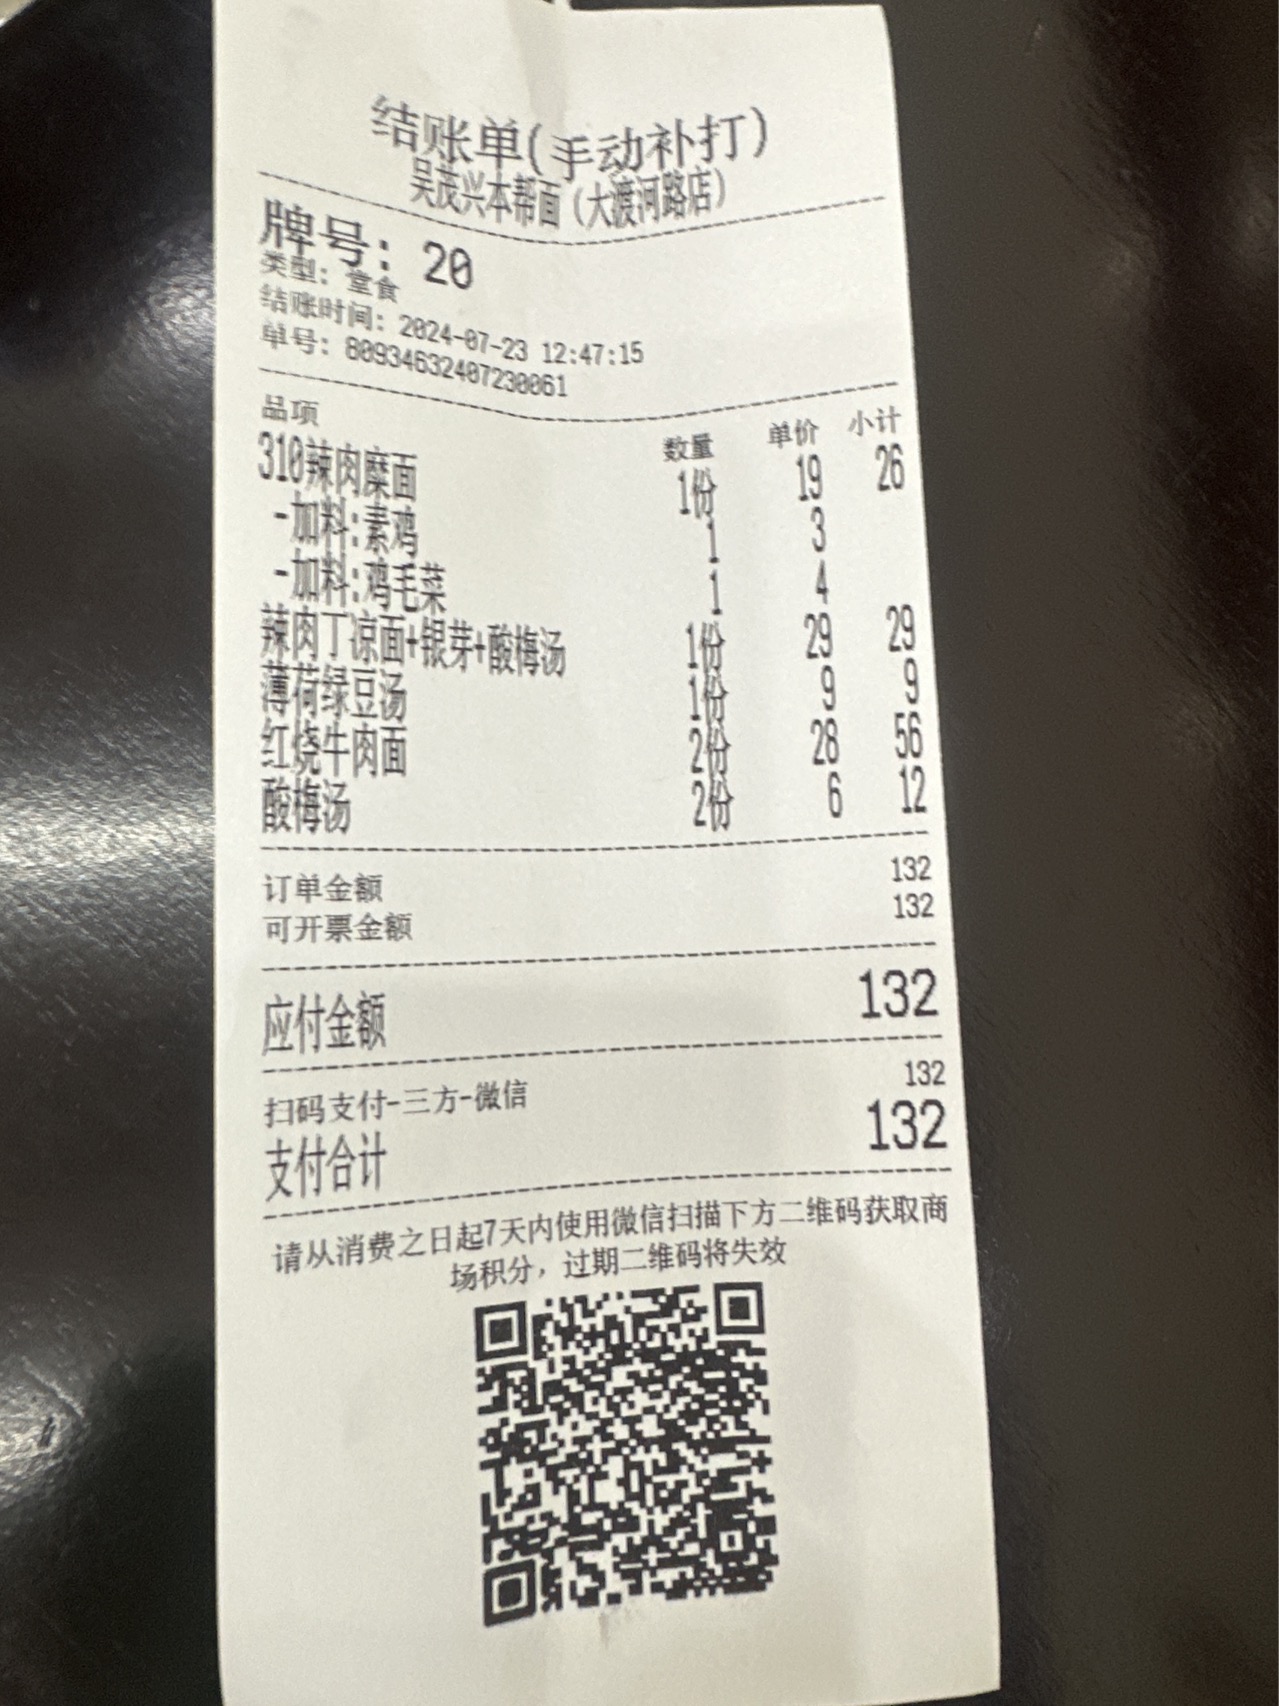 结账单(手动补打)
吴茂兴本帮面(大渡河路店)
牌号: 20
类型: 堂食
结账时间: 2024-07-23 12:47:15
单号: 80934632407230061
品项 数量 单价 小计
310辣肉糜面 1份 19 26
-加料:素鸡 1 3
-加料:鸡毛菜 1 4
辣肉丁凉面+银芽+酸梅汤 1份 29 29
薄荷绿豆汤 1份 9 9
红烧牛肉面 2份 28 56
酸梅汤 2份 6 12
订单金额 132
可开票金额 132
应付金额 132
扫码支付-三方-微信 132
支付合计 132
请从消费之日起7天内使用微信扫描下方二维码获取商
场积分，过期二维码将失效